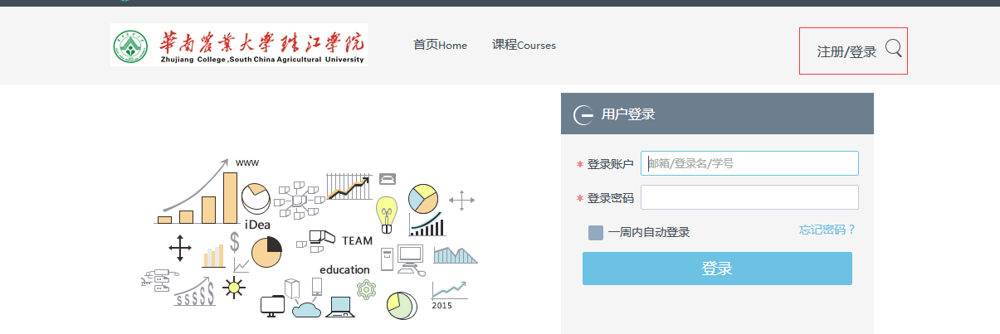 華南農業大學珠江學院
Zhujiang College,South China Agricultural University
首页Home
课程Courses
注册/登录
用户登录
* 登录账户
邮箱/登录名/学号
* 登录密码
一周内自动登录
忘记密码？
登录
www
iDea
TEAM
education
$
$$$$$
2015